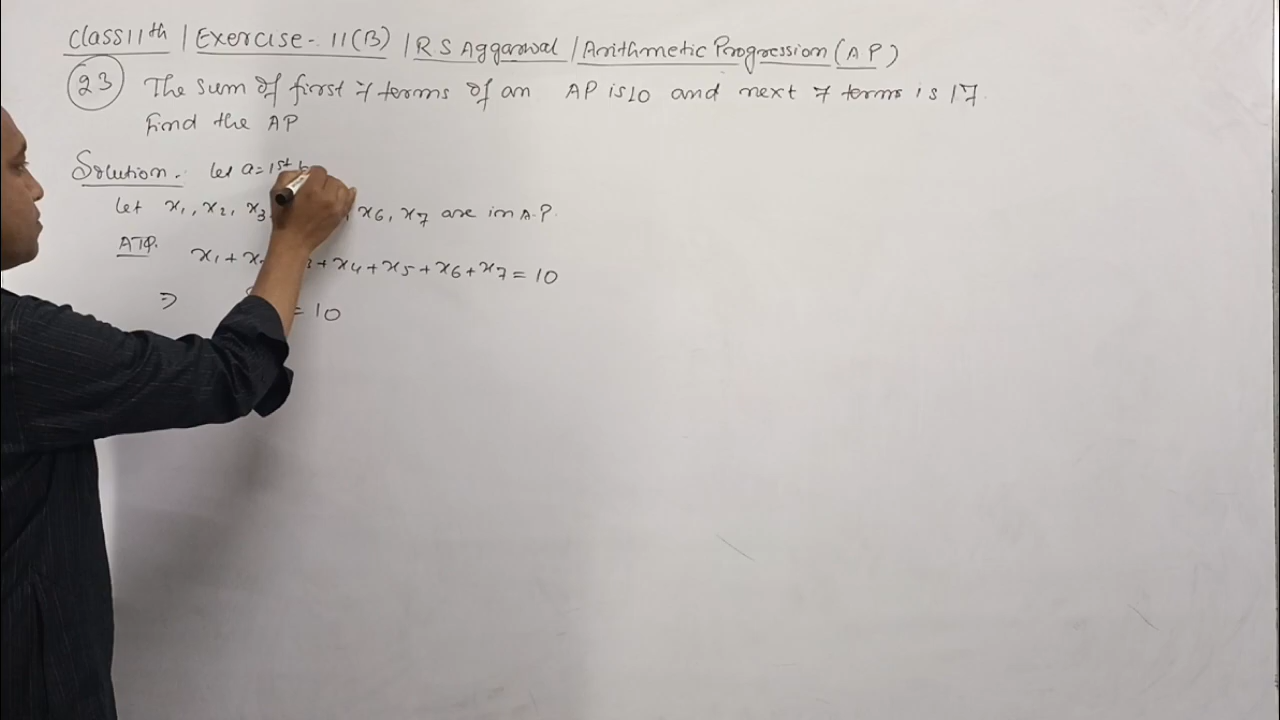 Class 11th | Exercise - 11(B) | R S Aggarwal | Arithmetic Progression (A P)
23 The sum of first 7 terms of an AP is 10 and next 7 terms is 17.
Find the AP
Solution :- Let a = 1st
Let x1, x2, x3, x6, x7 are in A.P.
ATQ. x1 + x + x4 + x5 + x6 + x7 = 10
⇒ = 10